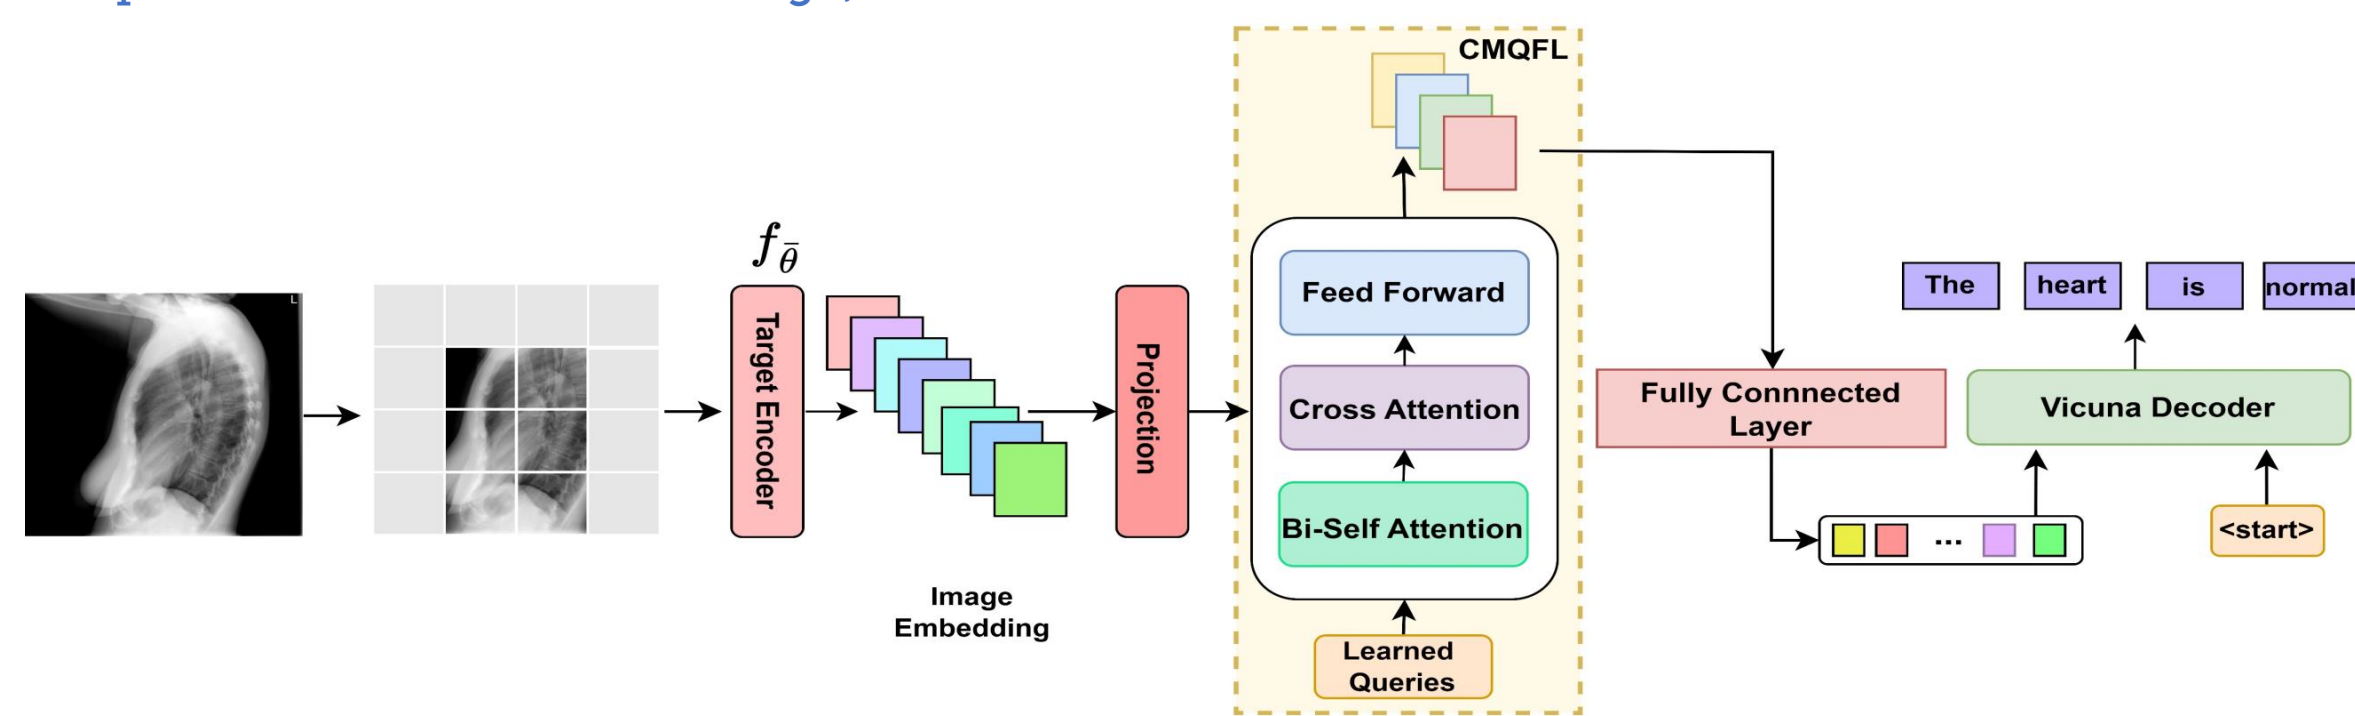 CMQFL
f_θ̄
L
Target Encoder
Projection
Feed Forward
Cross Attention
Bi-Self Attention
Learned
Queries
Image
Embedding
Fully Connnected
Layer
The heart is normal
Vicuna Decoder
...
<start>